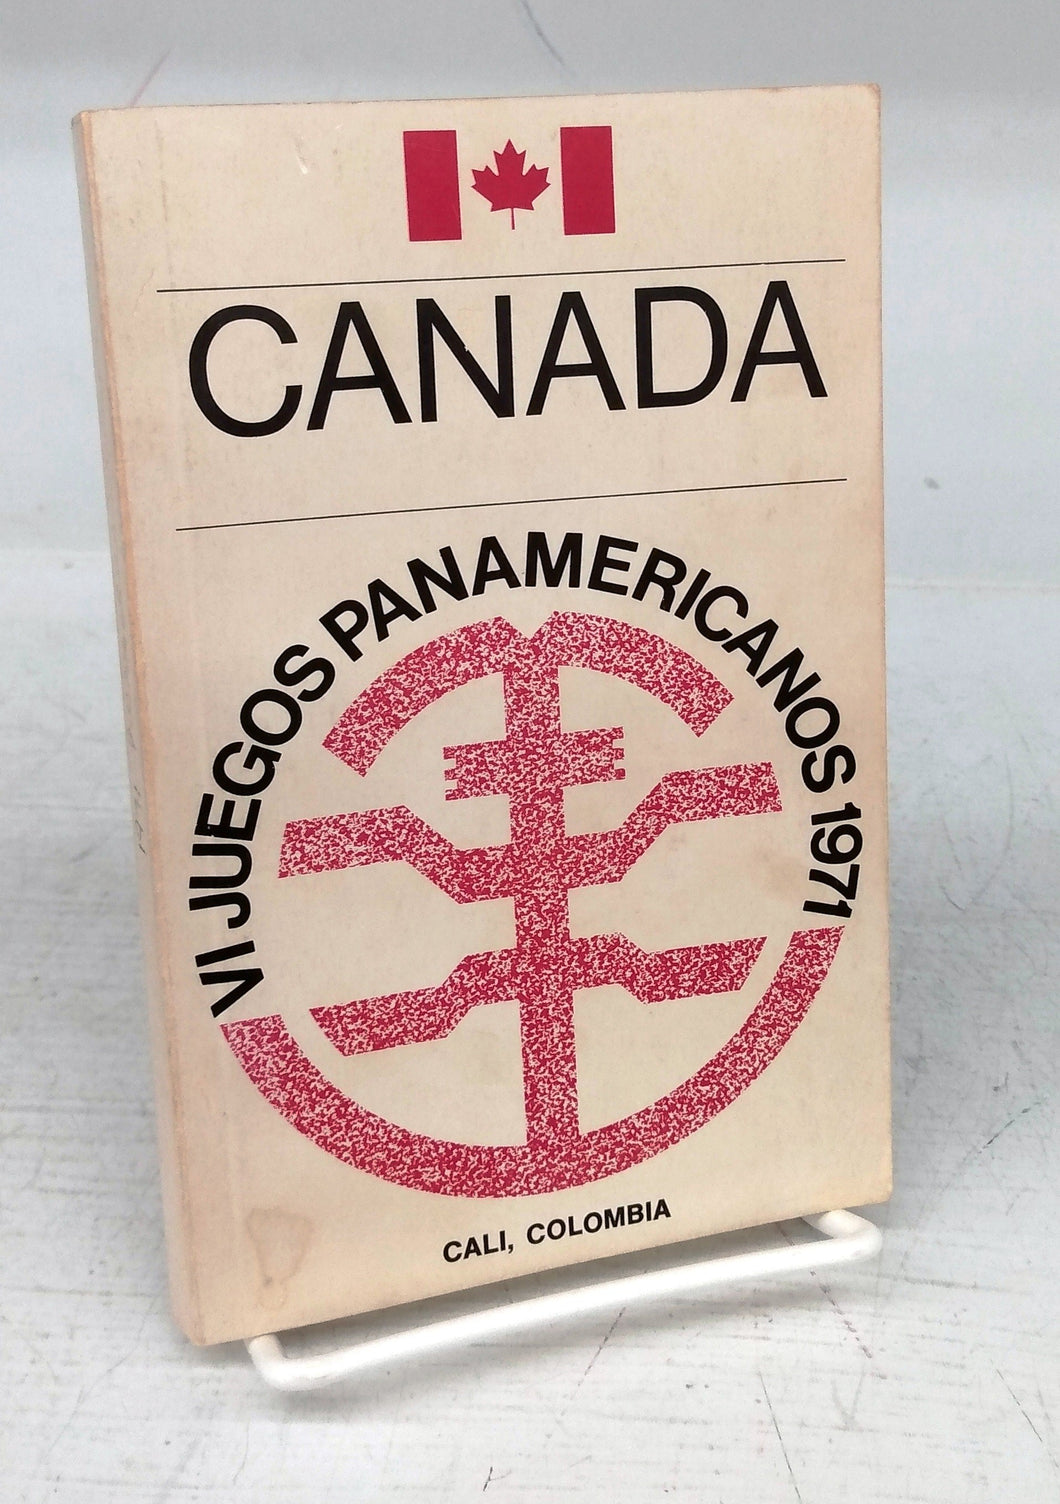 CANADA
VI JUEGOS PANAMERICANOS 1971
CALI, COLOMBIA